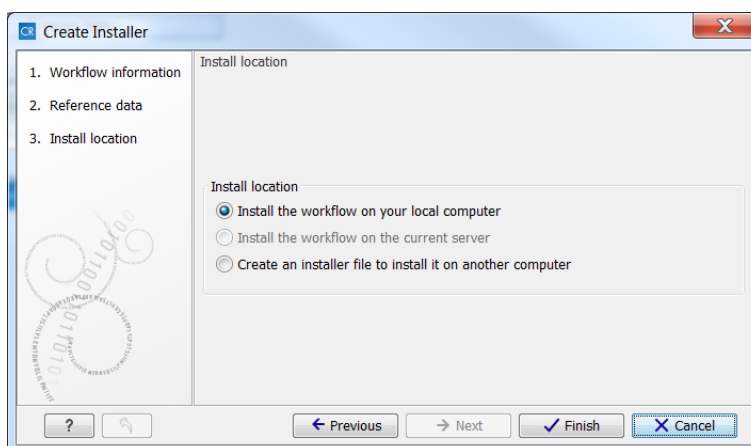 CR Create Installer
X
1. Workflow information
2. Reference data
3. Install location
Install location
Install location
Install the workflow on your local computer
Install the workflow on the current server
Create an installer file to install it on another computer
?
Previous
Next
Finish
Cancel